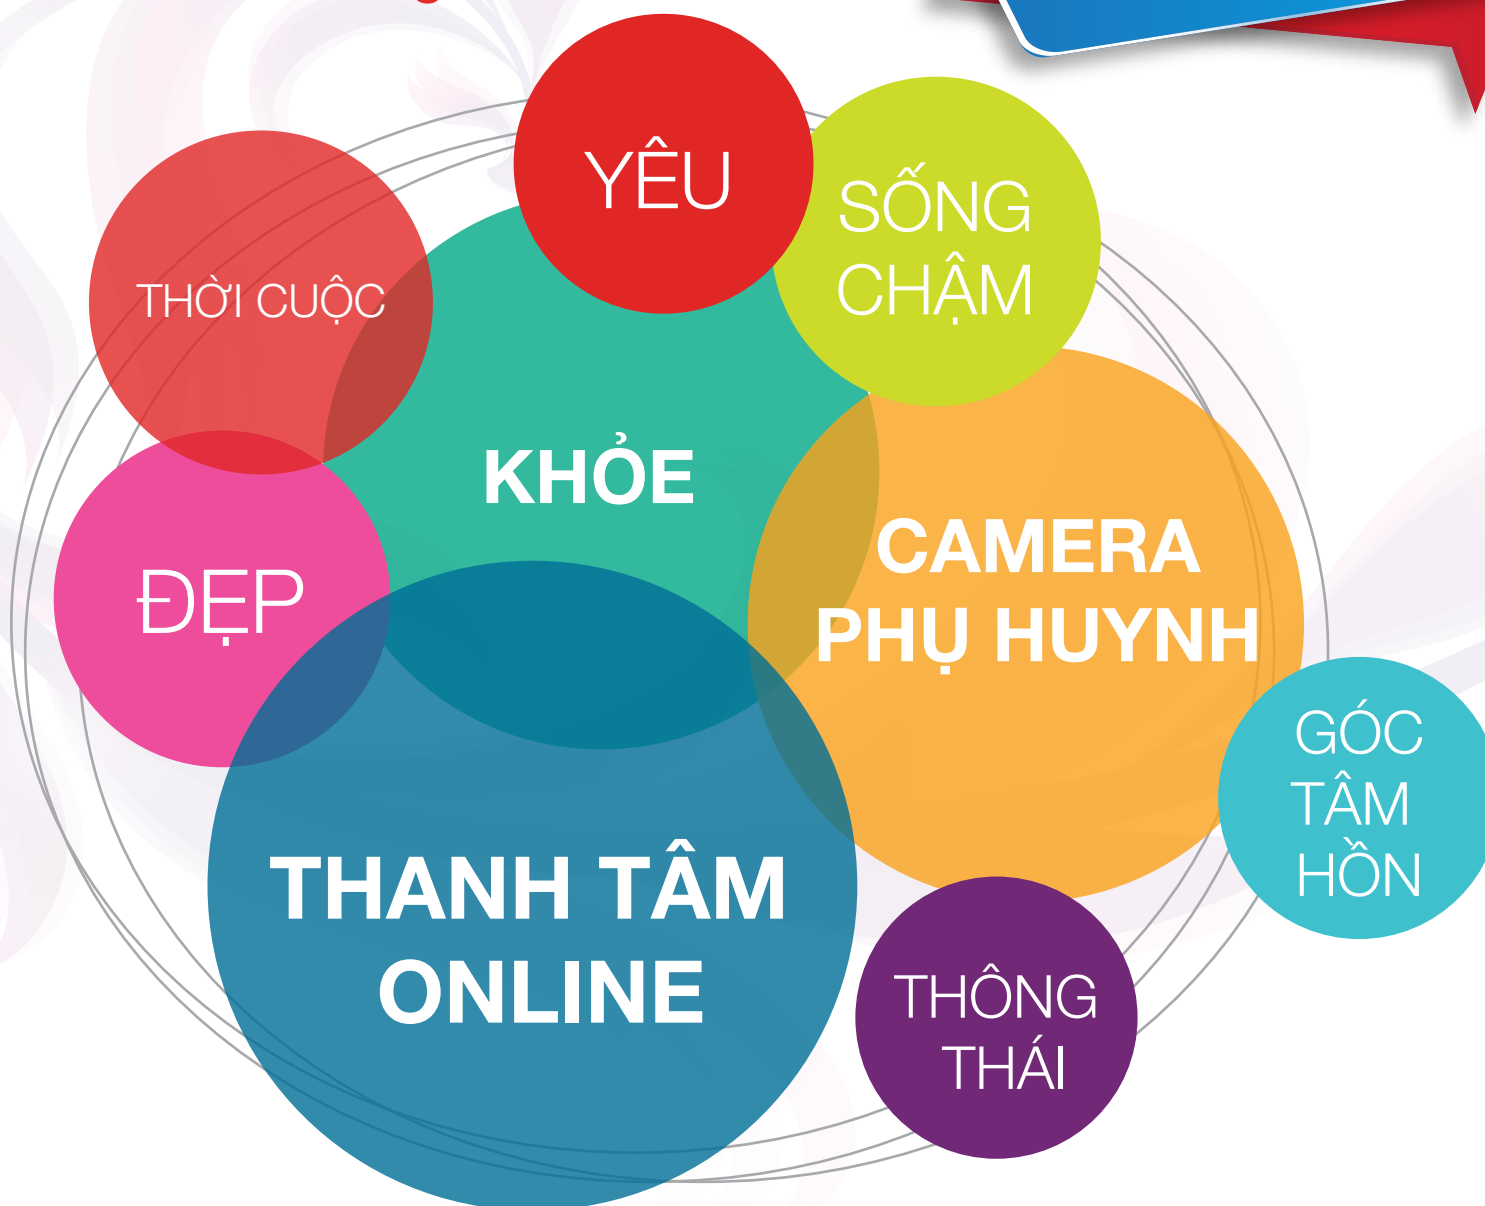 YÊU
SỐNG
CHẬM
THỜI CUỘC
KHỎE
CAMERA
PHỤ HUYNH
ĐẸP
GÓC
TÂM
HỒN
THANH TÂM
ONLINE
THÔNG
THÁI